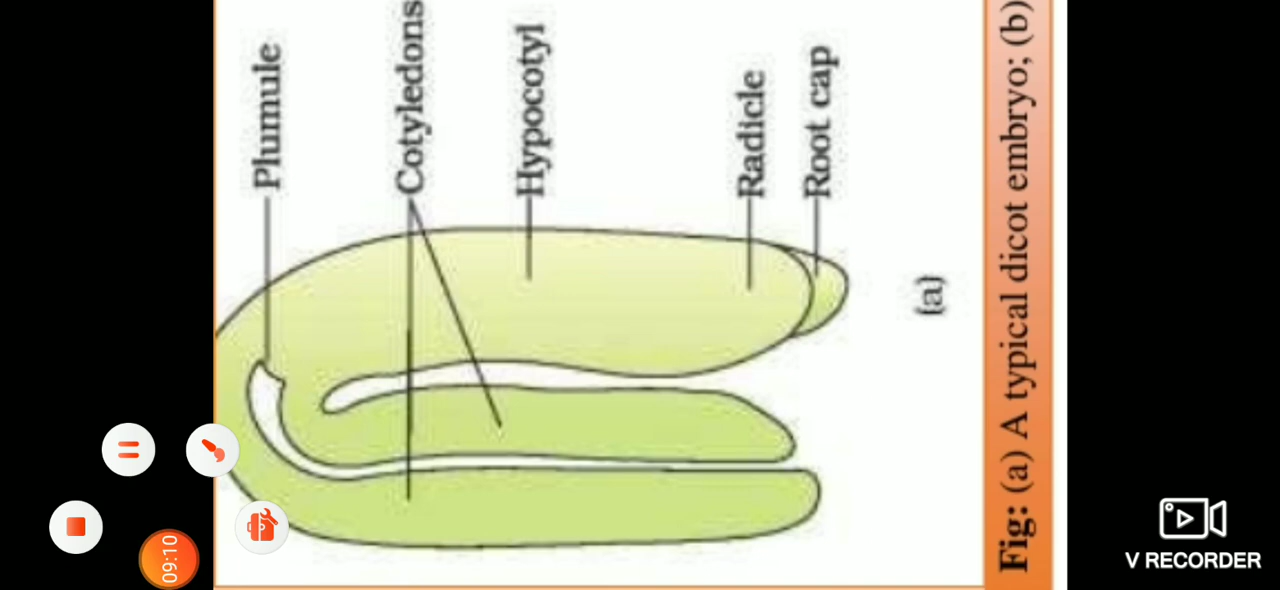 Plumule
Cotyledons
Hypocotyl
Radicle
Root cap
(a)
Fig: (a) A typical dicot embryo; (b)
09:10
V RECORDER